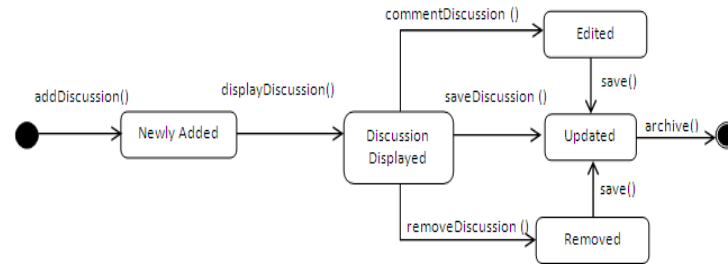 commentDiscussion ()
Edited
addDiscussion()
displayDiscussion()
save()
saveDiscussion ()
archive()
Newly Added
Discussion
Displayed
Updated
save()
removeDiscussion ()
Removed